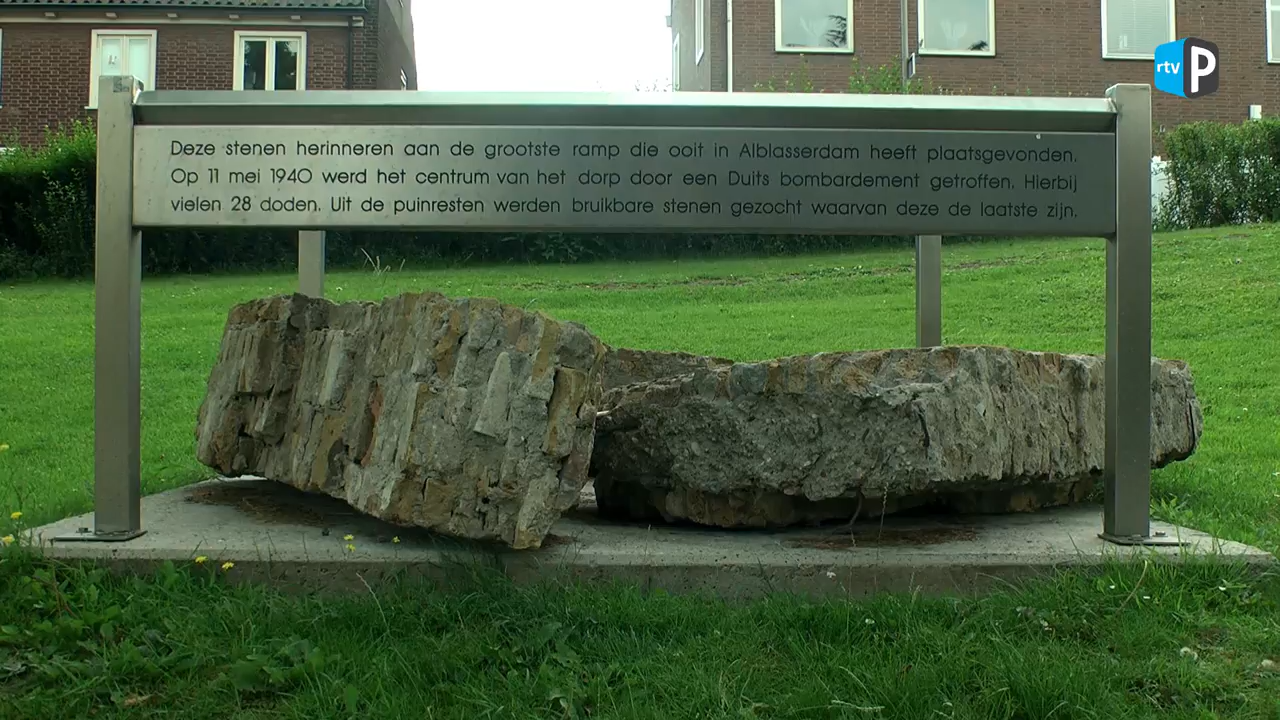 rtv P
Deze stenen herinneren aan de grootste ramp die ooit in Alblasserdam heeft plaatsgevonden.
Op 11 mei 1940 werd het centrum van het dorp door een Duits bombardement getroffen. Hierbij
vielen 28 doden. Uit de puinresten werden bruikbare stenen gezocht waarvan deze de laatste zijn.